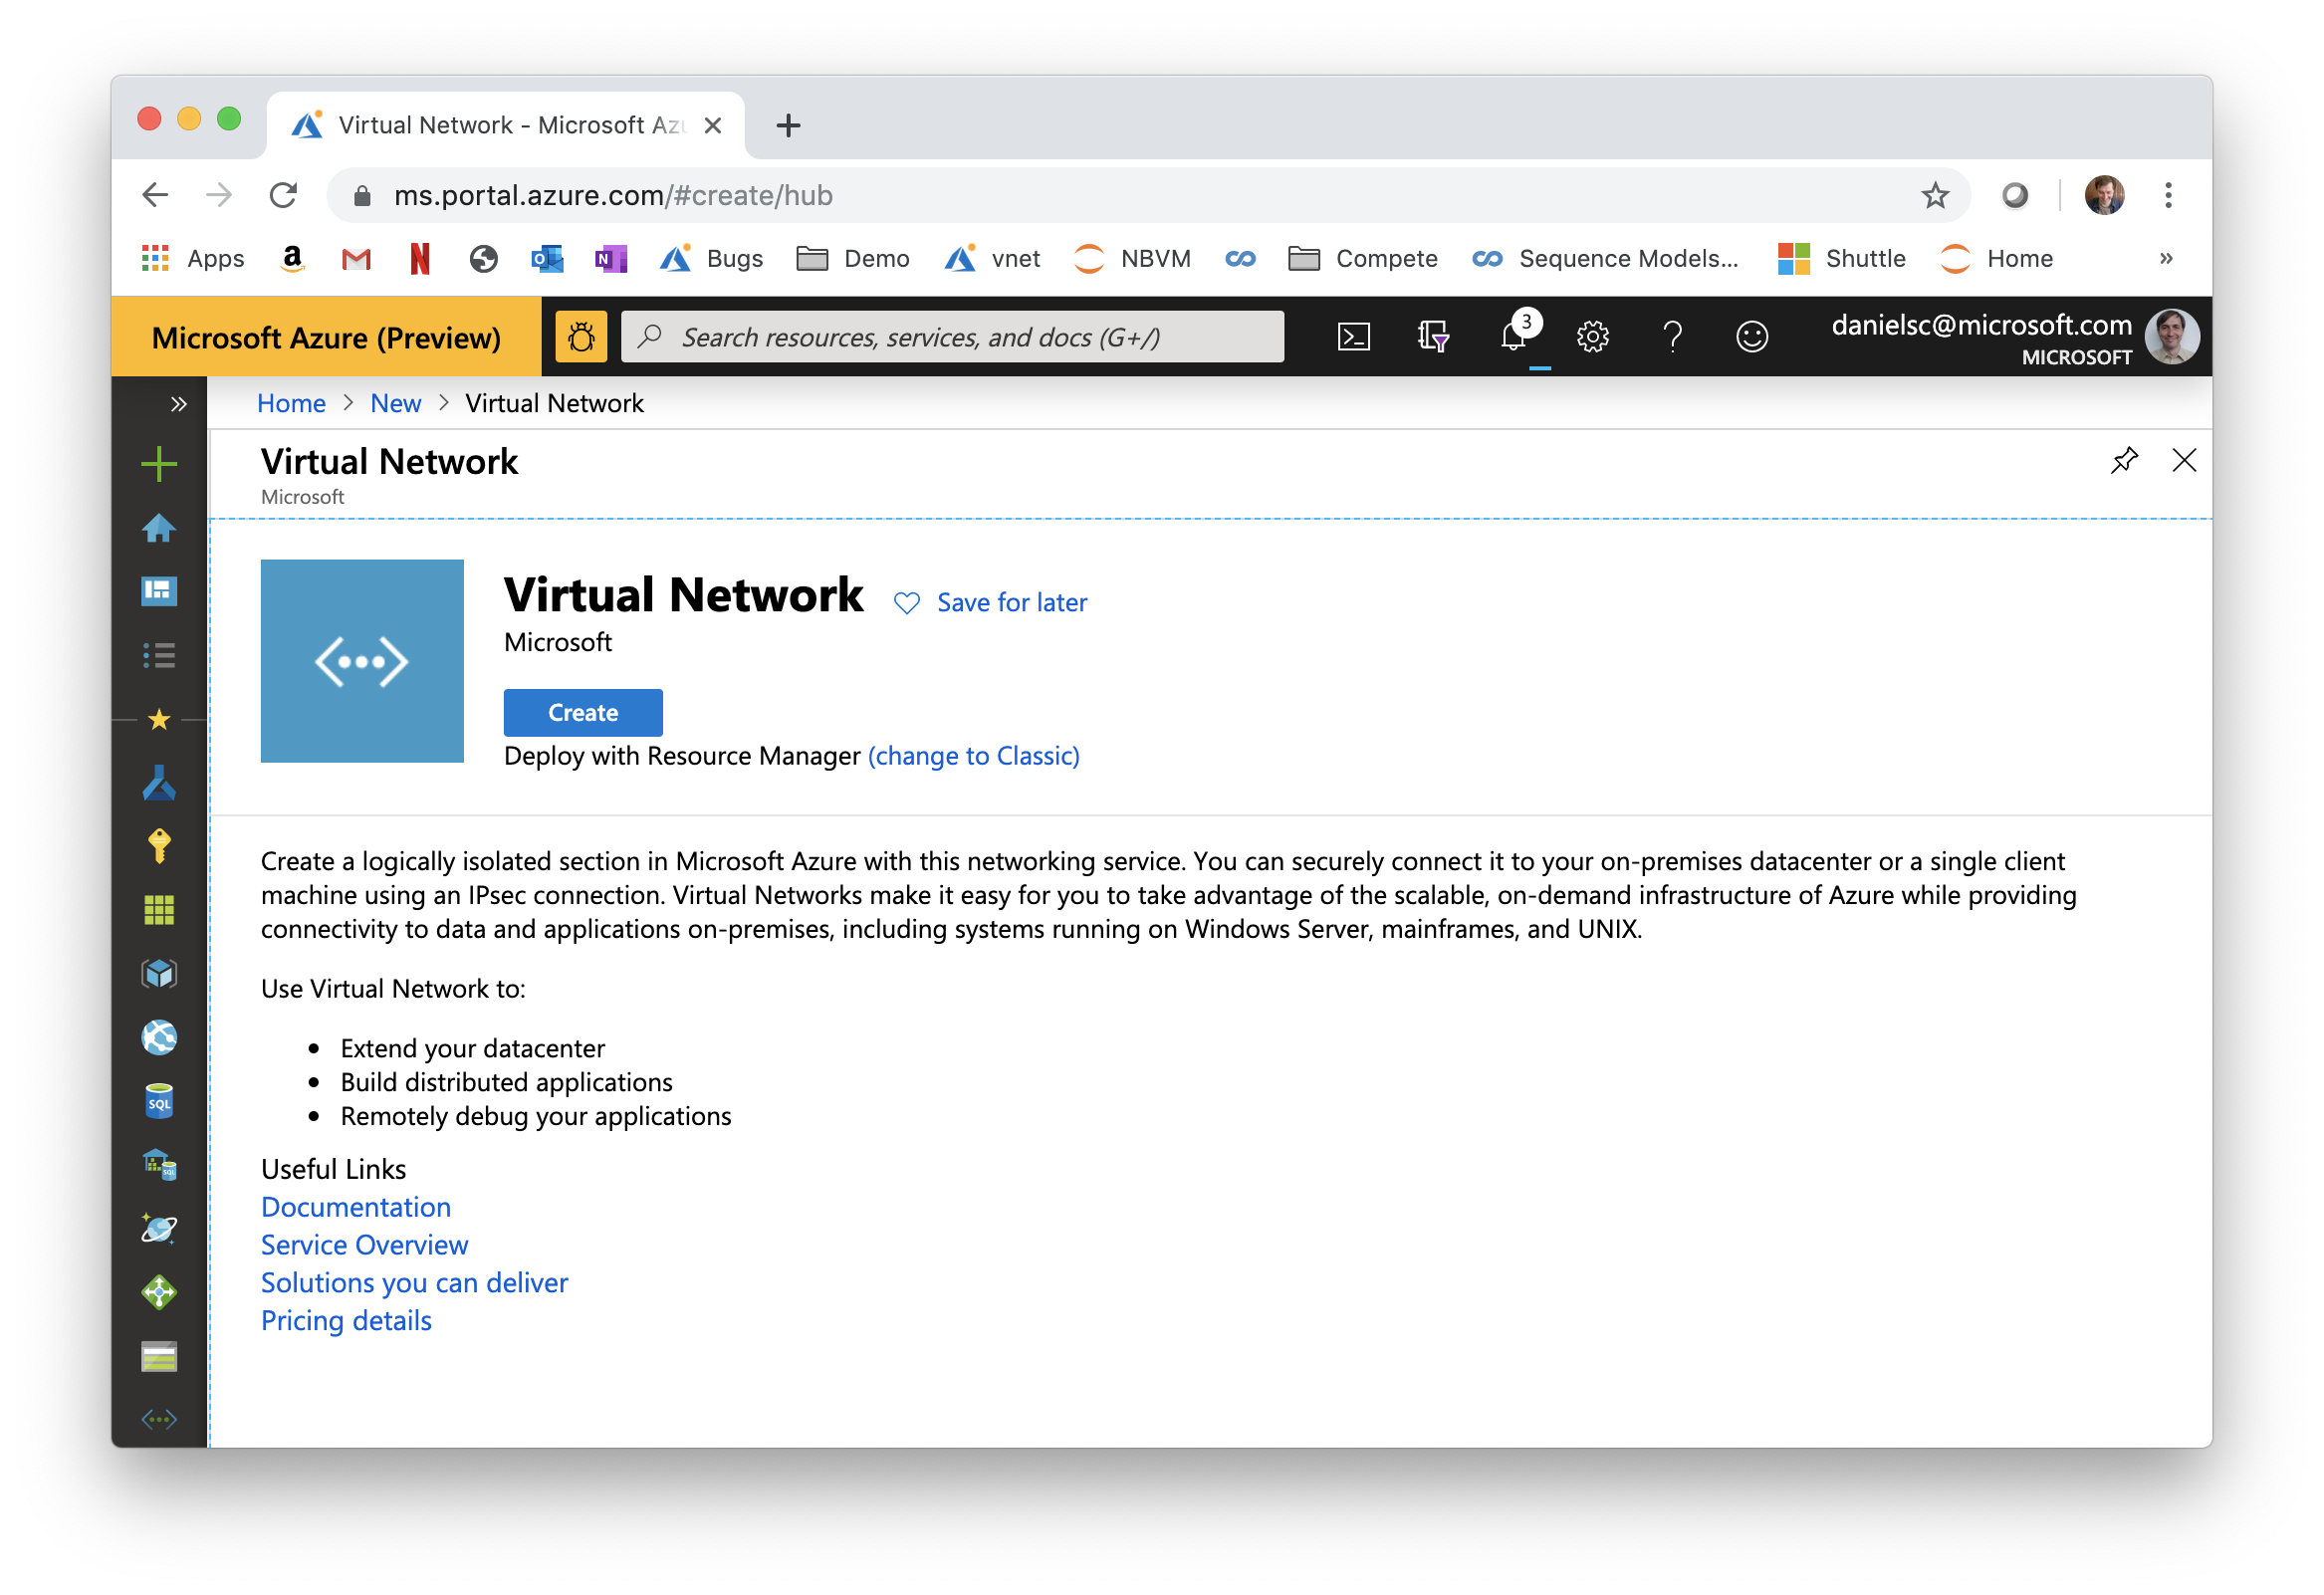 Virtual Network - Microsoft Az
ms.portal.azure.com/#create/hub
Apps
a
N
O
N
Bugs
Demo
vnet
NBVM
Compete
Sequence Models...
Shuttle
Home
»
Microsoft Azure (Preview)
Search resources, services, and docs (G+/)
3
danielsc@microsoft.com
MICROSOFT
Home > New > Virtual Network
Virtual Network
Microsoft
Virtual Network
Save for later
Microsoft
Create
Deploy with Resource Manager (change to Classic)
Create a logically isolated section in Microsoft Azure with this networking service. You can securely connect it to your on-premises datacenter or a single client
machine using an IPsec connection. Virtual Networks make it easy for you to take advantage of the scalable, on-demand infrastructure of Azure while providing
connectivity to data and applications on-premises, including systems running on Windows Server, mainframes, and UNIX.
Use Virtual Network to:
• Extend your datacenter
• Build distributed applications
• Remotely debug your applications
Useful Links
Documentation
Service Overview
Solutions you can deliver
Pricing details
SQL
SQL